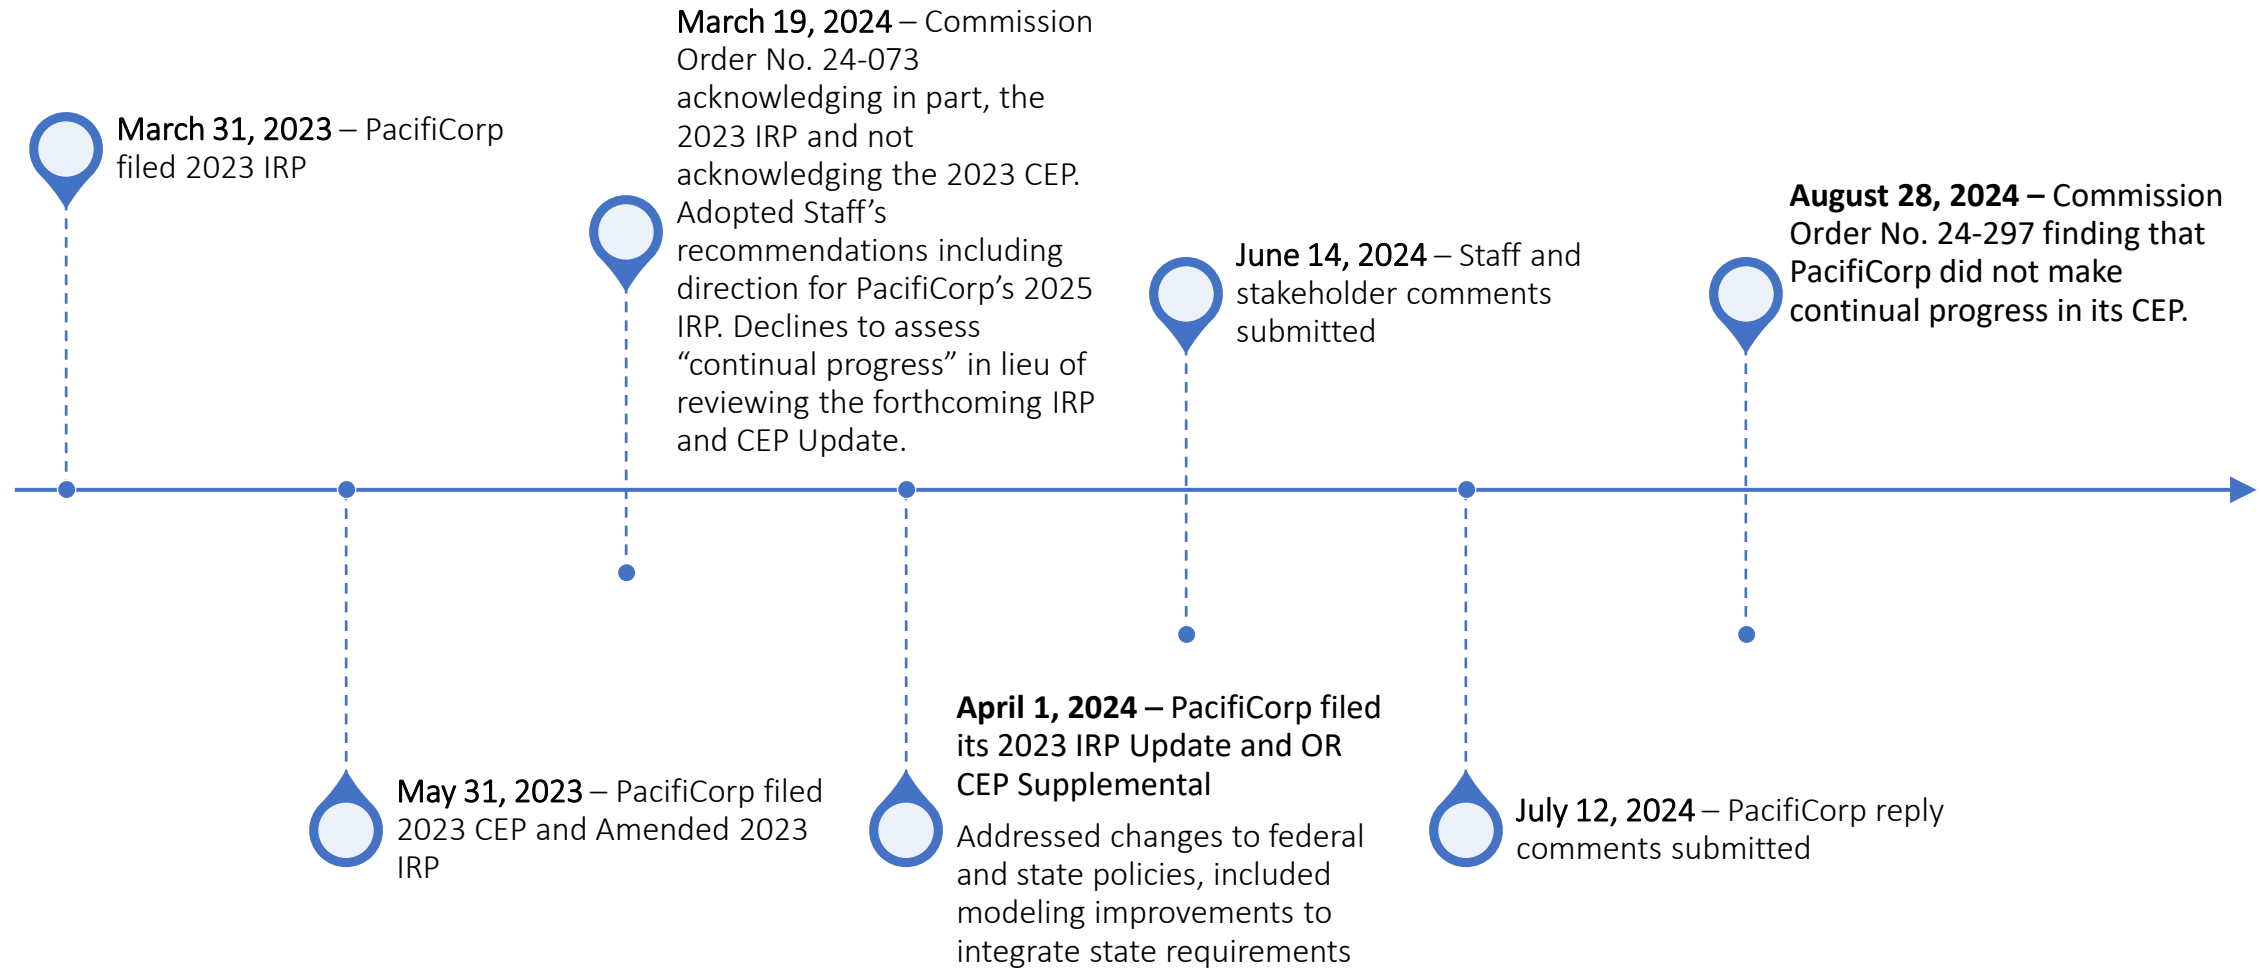 March 31, 2023 – PacifiCorp
filed 2023 IRP
May 31, 2023 – PacifiCorp filed
2023 CEP and Amended 2023
IRP
March 19, 2024 – Commission
Order No. 24-073
acknowledging in part, the
2023 IRP and not
acknowledging the 2023 CEP.
Adopted Staff’s
recommendations including
direction for PacifiCorp’s 2025
IRP. Declines to assess
“continual progress” in lieu of
reviewing the forthcoming IRP
and CEP Update.
April 1, 2024 – PacifiCorp filed
its 2023 IRP Update and OR
CEP Supplemental
Addressed changes to federal
and state policies, included
modeling improvements to
integrate state requirements
June 14, 2024 – Staff and
stakeholder comments
submitted
July 12, 2024 – PacifiCorp reply
comments submitted
August 28, 2024 – Commission
Order No. 24-297 finding that
PacifiCorp did not make
continual progress in its CEP.